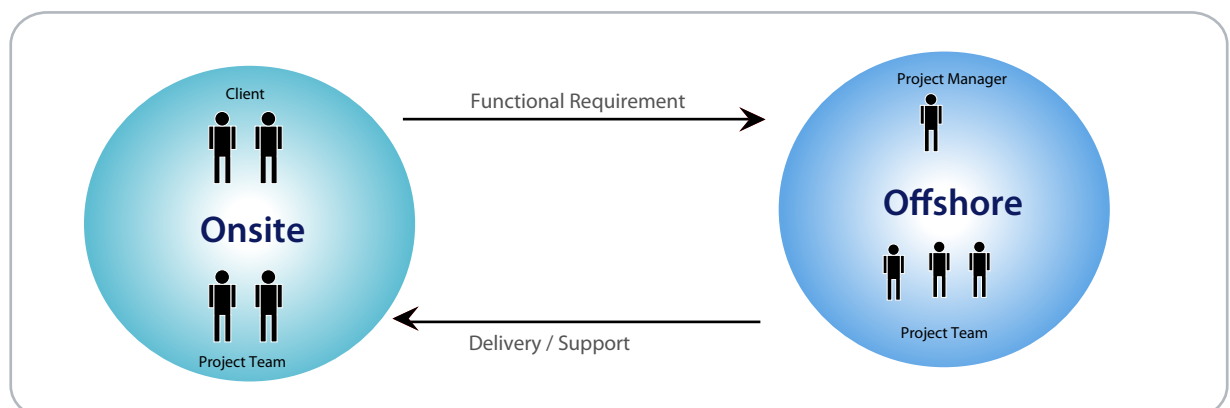 Client
Onsite
Project Team
Functional Requirement
Delivery / Support
Project Manager
Offshore
Project Team